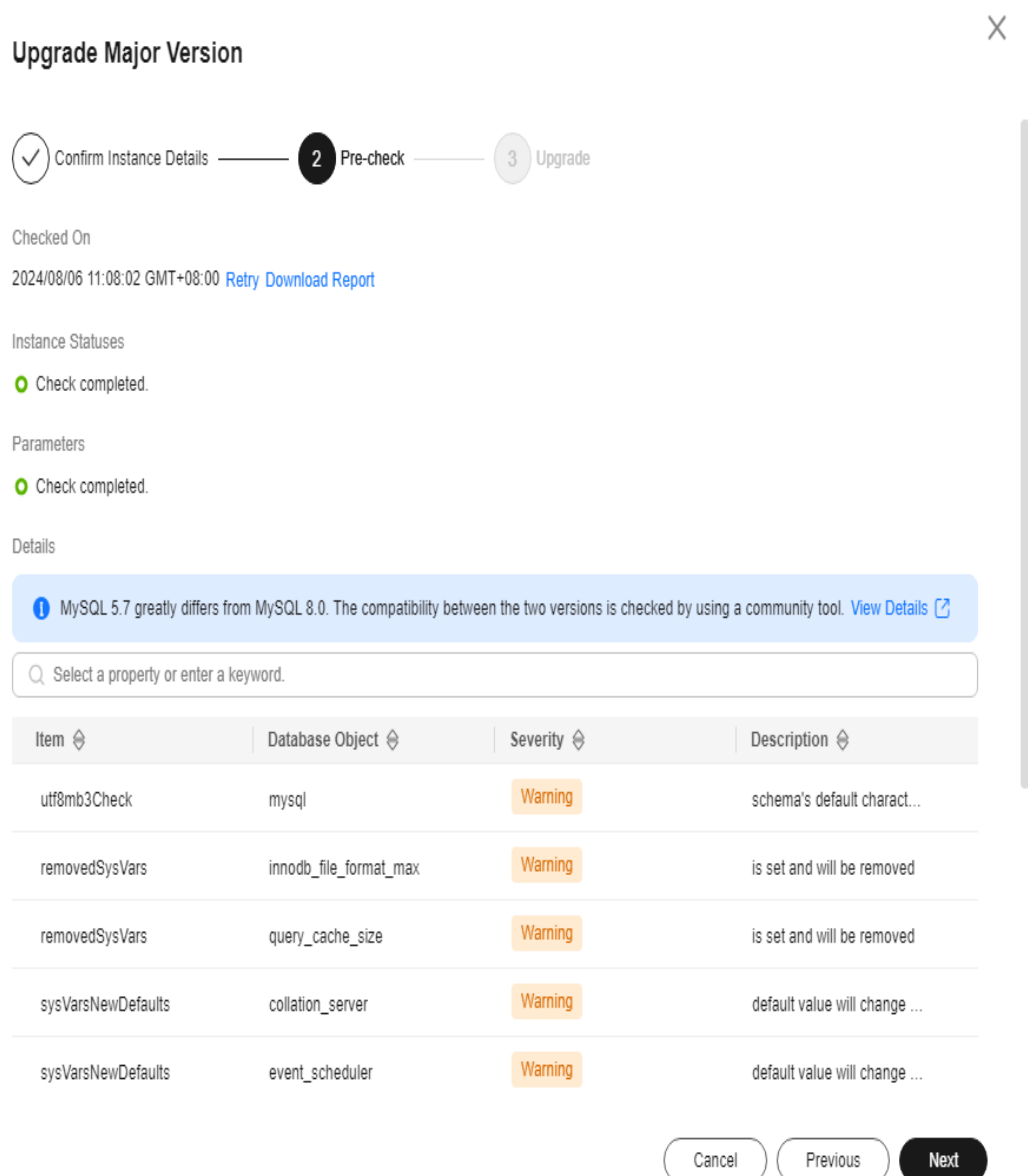 Upgrade Major Version
Confirm Instance Details 2 Pre-check 3 Upgrade
Checked On
2024/08/06 11:08:02 GMT+08:00 Retry Download Report
Instance Statuses
Check completed.
Parameters
Check completed.
Details
MySQL 5.7 greatly differs from MySQL 8.0. The compatibility between the two versions is checked by using a community tool. View Details
Select a property or enter a keyword.
Item Database Object Severity Description
utf8mb3Check mysql Warning schema's default charact...
removedSysVars innodb_file_format_max Warning is set and will be removed
removedSysVars query_cache_size Warning is set and will be removed
sysVarsNewDefaults collation_server Warning default value will change ...
sysVarsNewDefaults event_scheduler Warning default value will change ...
Cancel Previous Next